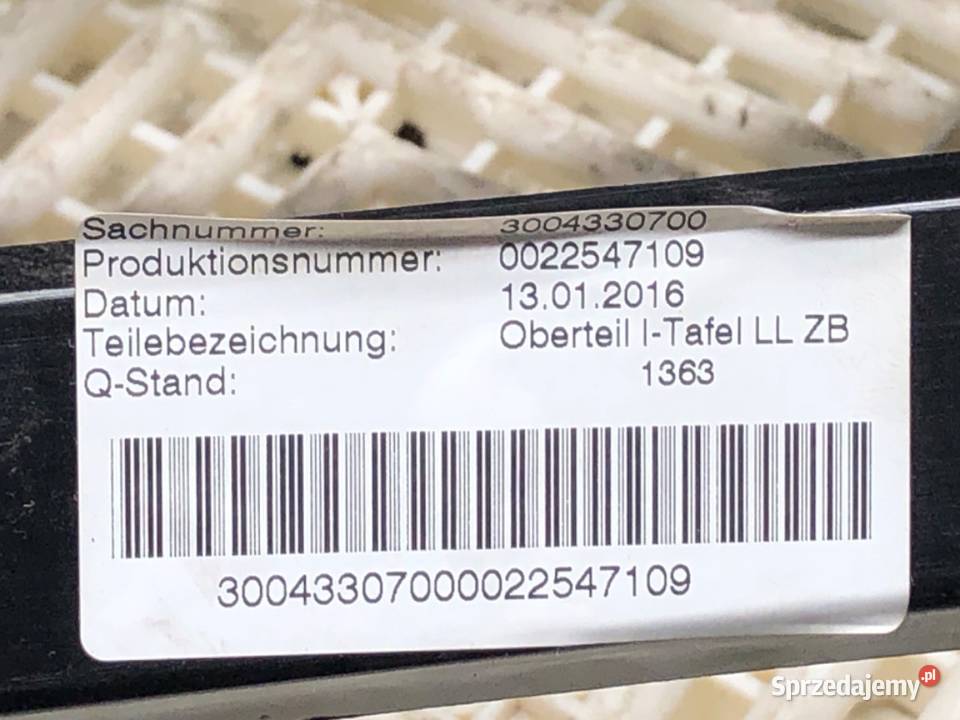 Sachnummer: 3004330700
Produktionsnummer: 0022547109
Datum: 13.01.2016
Teilebezeichnung: Oberteil I-Tafel LL ZB
Q-Stand: 1363
30043307000022547109
Sprzedajemy.pl